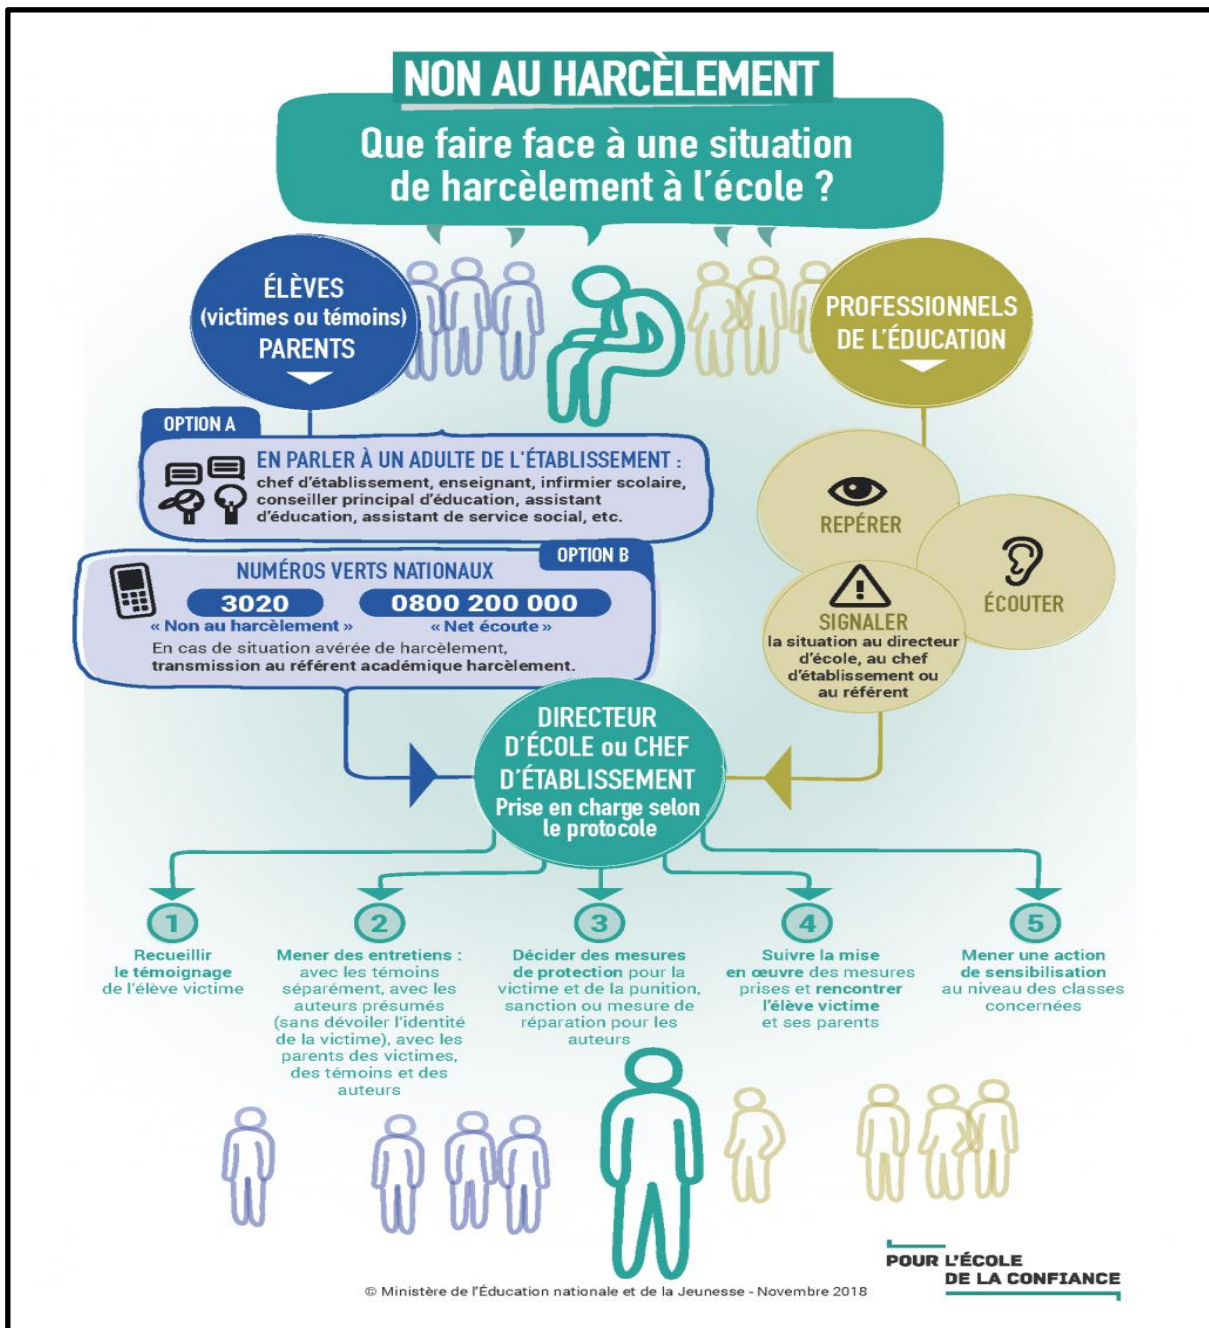 NON AU HARCÈLEMENT
Que faire face à une situation
de harcèlement à l'école ?
ÉLÈVES
(victimes ou témoins)
PARENTS
PROFESSIONNELS
DE L'ÉDUCATION
OPTION A
EN PARLER À UN ADULTE DE L'ÉTABLISSEMENT :
chef d'établissement, enseignant, infirmier scolaire,
conseiller principal d'éducation, assistant
d'éducation, assistant de service social, etc.
OPTION B
NUMÉROS VERTS NATIONAUX
3020
« Non au harcèlement »
0800 200 000
« Net écoute »
En cas de situation avérée de harcèlement,
transmission au référent académique harcèlement.
REPÉRER
ÉCOUTER
SIGNALER
la situation au directeur
d'école, au chef
d'établissement ou
au référent
DIRECTEUR
D'ÉCOLE ou CHEF
D'ÉTABLISSEMENT
Prise en charge selon
le protocole
1
Recueillir
le témoignage
de l'élève victime
2
Mener des entretiens :
avec les témoins
séparément, avec les
auteurs présumés
(sans dévoiler l'identité
de la victime), avec les
parents des victimes,
des témoins et des
auteurs
3
Décider des mesures
de protection pour la
victime et de la punition,
sanction ou mesure de
réparation pour les
auteurs
4
Suivre la mise
en œuvre des mesures
prises et rencontrer
l'élève victime
et ses parents
5
Mener une action
de sensibilisation
au niveau des classes
concernées
POUR L'ÉCOLE
DE LA CONFIANCE
© Ministère de l'Éducation nationale et de la Jeunesse - Novembre 2018